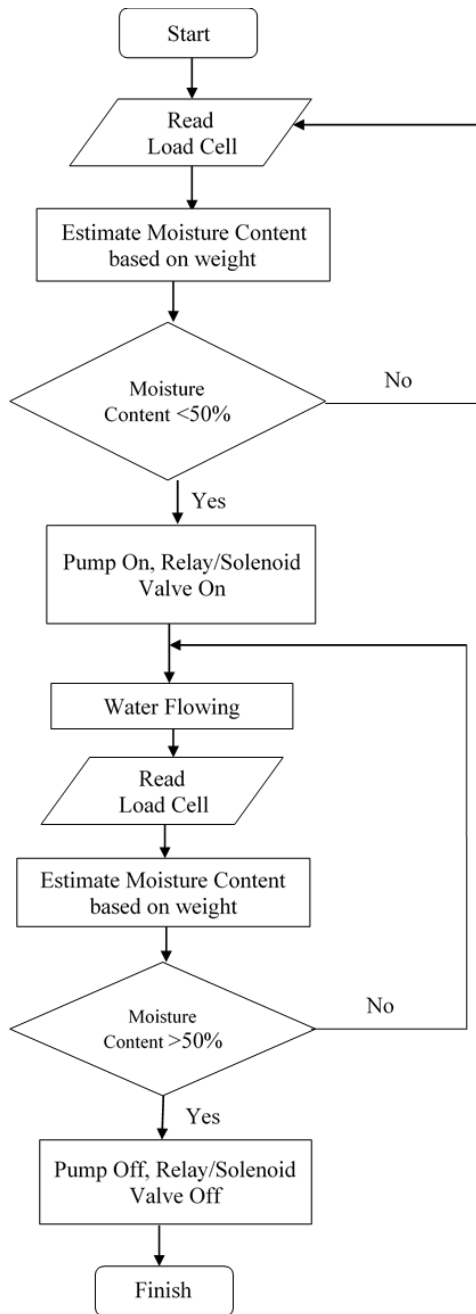 Start
Read
Load Cell
Estimate Moisture Content
based on weight
Moisture
Content <50%
No
Yes
Pump On, Relay/Solenoid
Valve On
Water Flowing
Read
Load Cell
Estimate Moisture Content
based on weight
Moisture
Content >50%
No
Yes
Pump Off, Relay/Solenoid
Valve Off
Finish